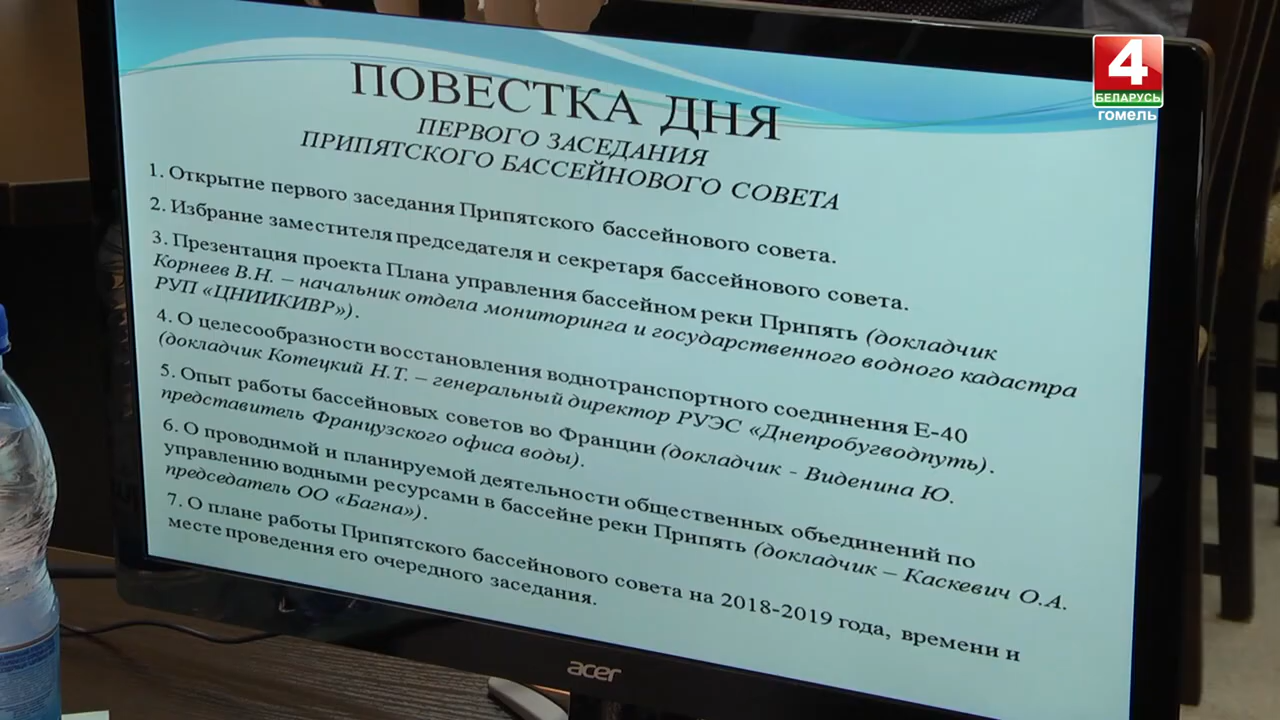 4
БЕЛАРУСЬ
ГОМЕЛЬ
ПОВЕСТКА ДНЯ
ПЕРВОГО ЗАСЕДАНИЯ
ПРИПЯТСКОГО БАССЕЙНОВОГО СОВЕТА
1. Открытие первого заседания Припятского бассейнового совета.
2. Избрание заместителя председателя и секретаря бассейнового совета.
3. Презентация проекта Плана управления бассейном реки Припять (докладчик
Корнеев В.Н. – начальник отдела мониторинга и государственного водного кадастра
РУП «ЦНИИКИВР»).
4. О целесообразности восстановления воднотранспортного соединения Е-40
(докладчик Котецкий Н.Т. – генеральный директор РУЭС «Днепробугводпуть).
5. Опыт работы бассейновых советов во Франции (докладчик - Виденина Ю.
представитель Французского офиса воды).
6. О проводимой и планируемой деятельности общественных объединений по
управлению водными ресурсами в бассейне реки Припять (докладчик – Каскевич О.А.
председатель ОО «Багна»).
7. О плане работы Припятского бассейнового совета на 2018-2019 года, времени и
месте проведения его очередного заседания.
acer